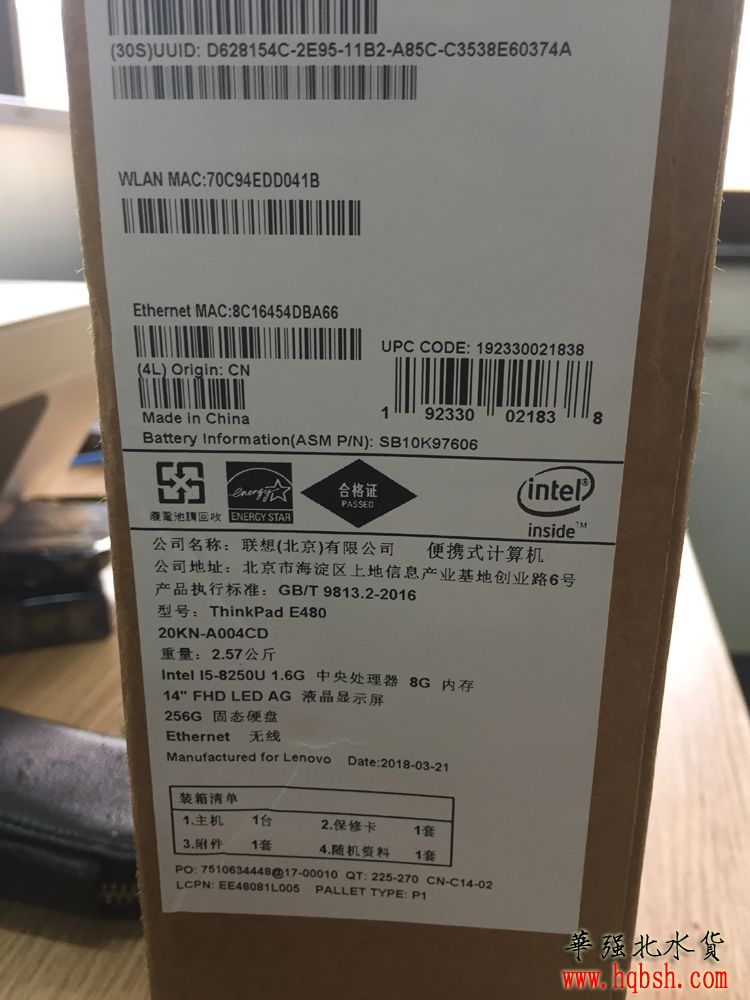 (30S)UUID: D628154C-2E95-11B2-A85C-C3538E60374A
WLAN MAC:70C94EDD041B
Ethernet MAC:8C16454DBA66
UPC CODE: 192330021838
(4L) Origin: CN
1 92330 02183 8
Made in China
Battery Information(ASM P/N): SB10K97606
廢電池請回收
energy
ENERGY STAR
合格证
PASSED
intel
inside™
公司名称: 联想(北京)有限公司 便携式计算机
公司地址: 北京市海淀区上地信息产业基地创业路6号
产品执行标准: GB/T 9813.2-2016
型号: ThinkPad E480
20KN-A004CD
重量: 2.57公斤
Intel I5-8250U 1.6G 中央处理器 8G 内存
14" FHD LED AG 液晶显示屏
256G 固态硬盘
Ethernet 无线
Manufactured for Lenovo Date:2018-03-21
装箱清单
1.主机 1台 2.保修卡 1套
3.附件 1套 4.随机资料 1套
PO: 7510634448@17-00010 QT: 225-270 CN-C14-02
LCPN: EE48081L005 PALLET TYPE: P1
華强北水貨
www.hqbsh.com